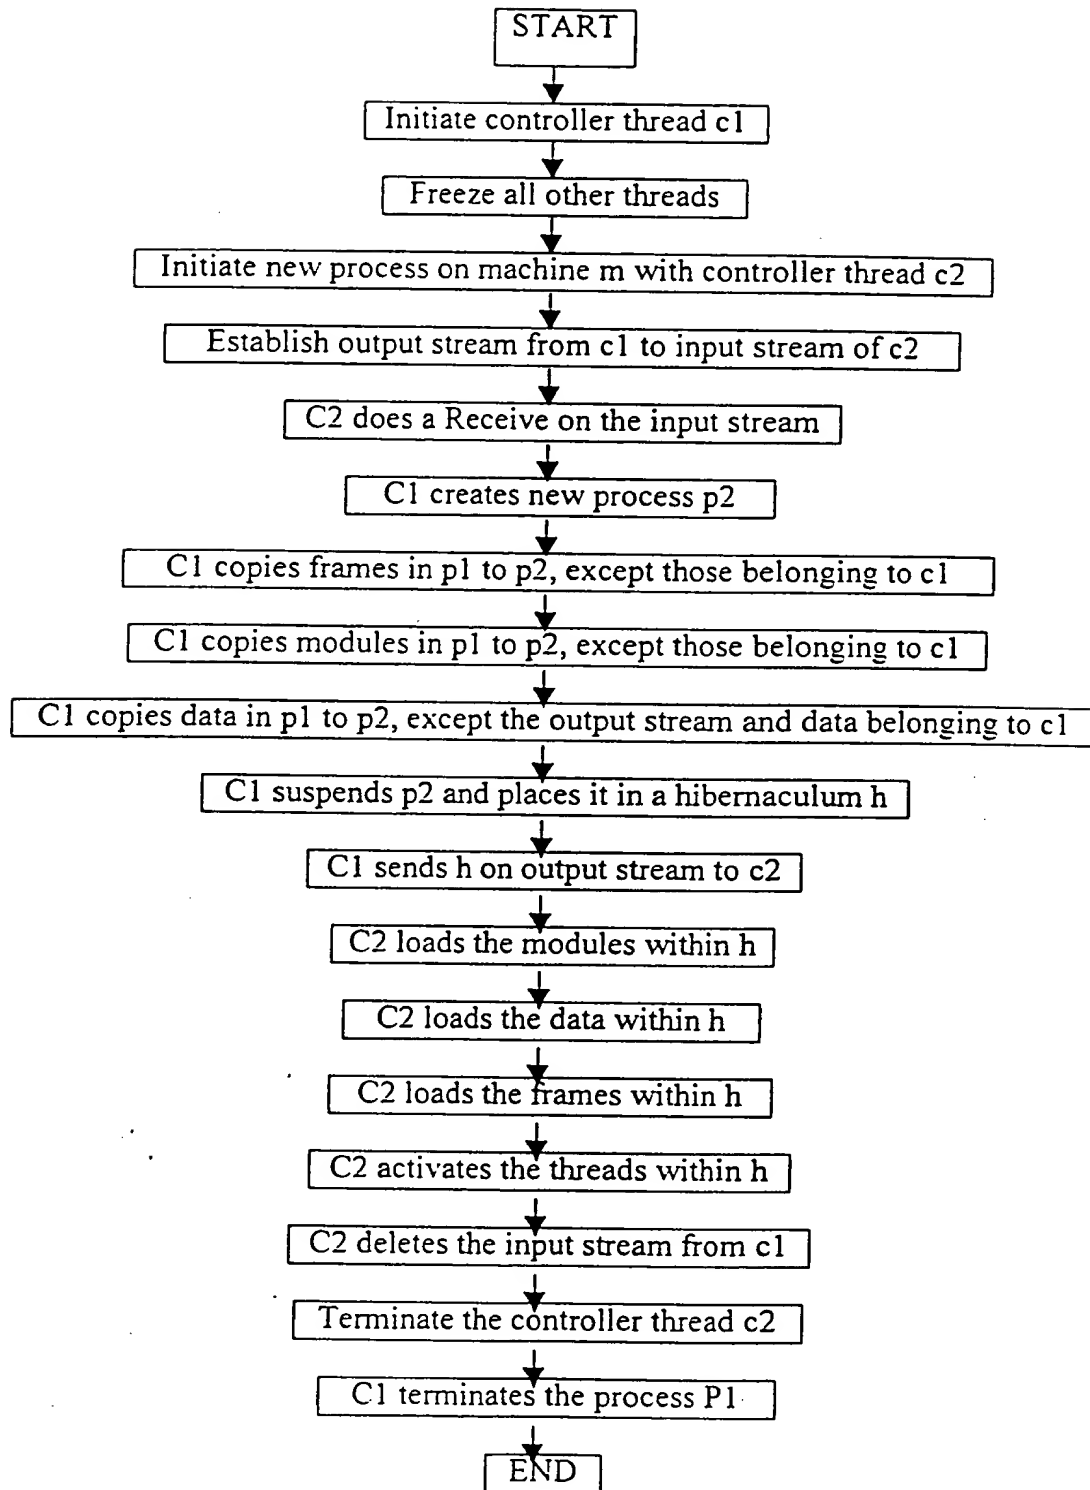 START
Initiate controller thread c1
Freeze all other threads
Initiate new process on machine m with controller thread c2
Establish output stream from c1 to input stream of c2
C2 does a Receive on the input stream
C1 creates new process p2
C1 copies frames in p1 to p2, except those belonging to c1
C1 copies modules in p1 to p2, except those belonging to c1
C1 copies data in p1 to p2, except the output stream and data belonging to c1
C1 suspends p2 and places it in a hibernaculum h
C1 sends h on output stream to c2
C2 loads the modules within h
C2 loads the data within h
C2 loads the frames within h
C2 activates the threads within h
C2 deletes the input stream from c1
Terminate the controller thread c2
C1 terminates the process P1
END